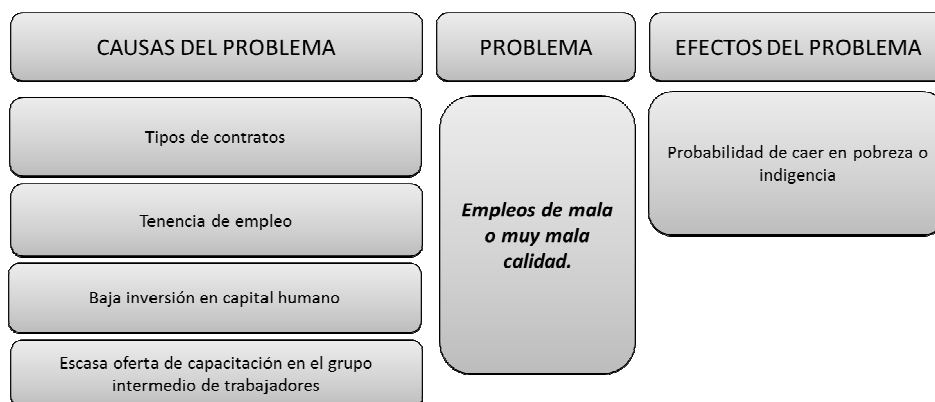 CAUSAS DEL PROBLEMA
PROBLEMA
EFECTOS DEL PROBLEMA
Tipos de contratos
Tenencia de empleo
Baja inversión en capital humano
Escasa oferta de capacitación en el grupo
intermedio de trabajadores
Empleos de mala
o muy mala
calidad.
Probabilidad de caer en pobreza o
indigencia